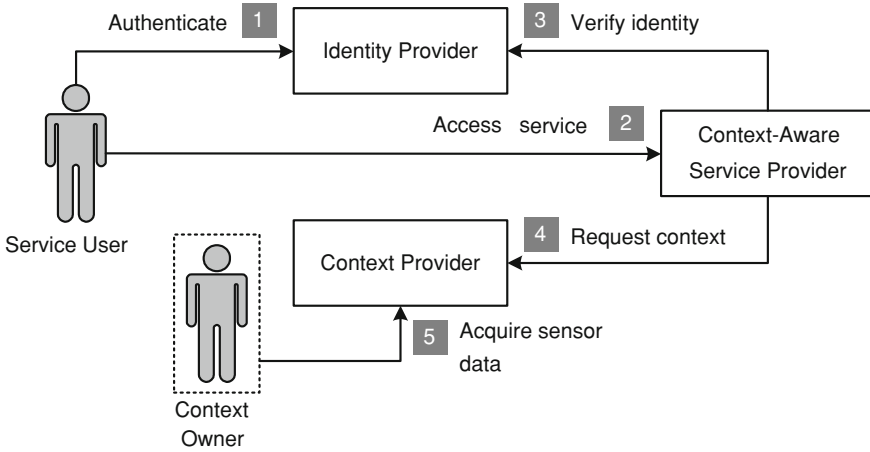 Authenticate 1
3 Verify identity
Identity Provider
Access service 2
Context-Aware
Service Provider
Service User
4 Request context
Context Provider
5 Acquire sensor
data
Context
Owner